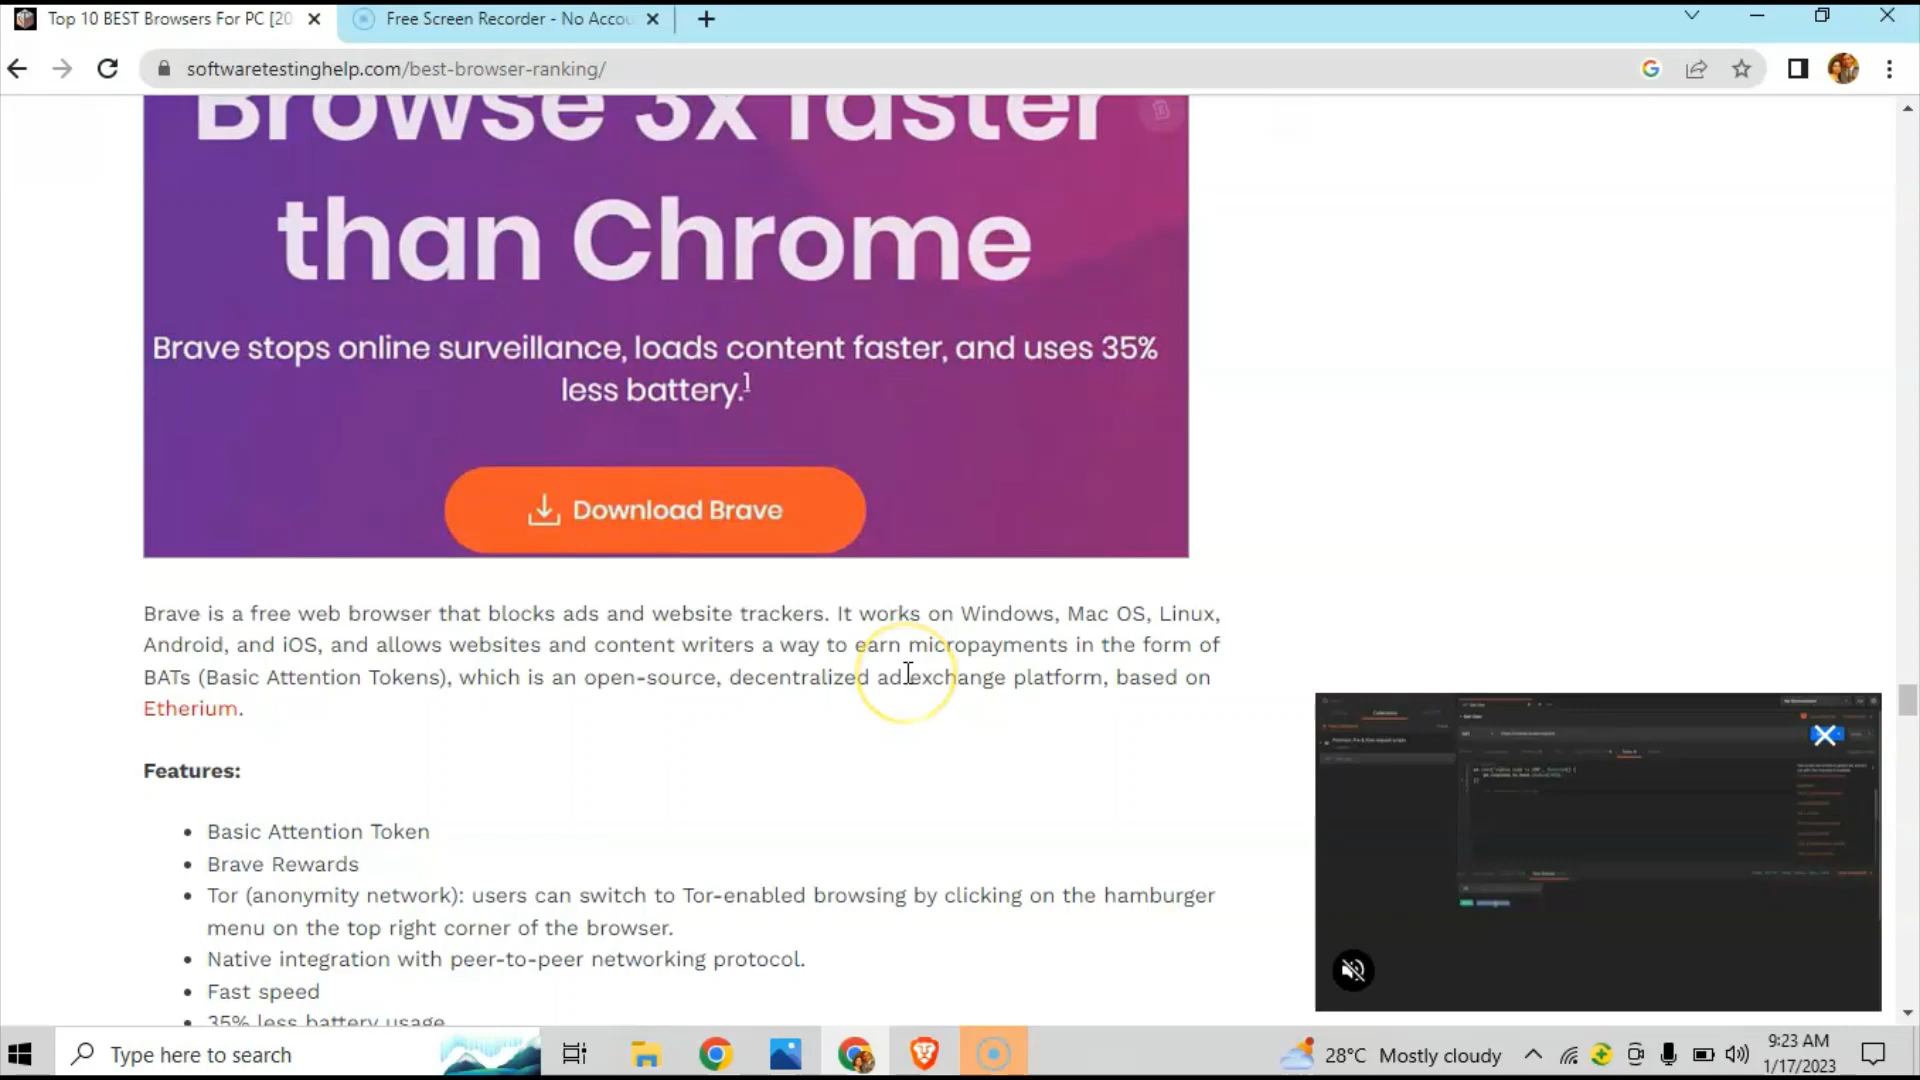 Top 10 BEST Browsers For PC [20
Free Screen Recorder - No Accou
softwaretestinghelp.com/best-browser-ranking/
Browse 3x faster
than Chrome
Brave stops online surveillance, loads content faster, and uses 35%
less battery.1
Download Brave
Brave is a free web browser that blocks ads and website trackers. It works on Windows, Mac OS, Linux,
Android, and iOS, and allows websites and content writers a way to earn micropayments in the form of
BATs (Basic Attention Tokens), which is an open-source, decentralized ad exchange platform, based on
Etherium.
Features:
Basic Attention Token
Brave Rewards
Tor (anonymity network): users can switch to Tor-enabled browsing by clicking on the hamburger
menu on the top right corner of the browser.
Native integration with peer-to-peer networking protocol.
Fast speed
35% less battery usage
Type here to search
28°C Mostly cloudy
9:23 AM
1/17/2023